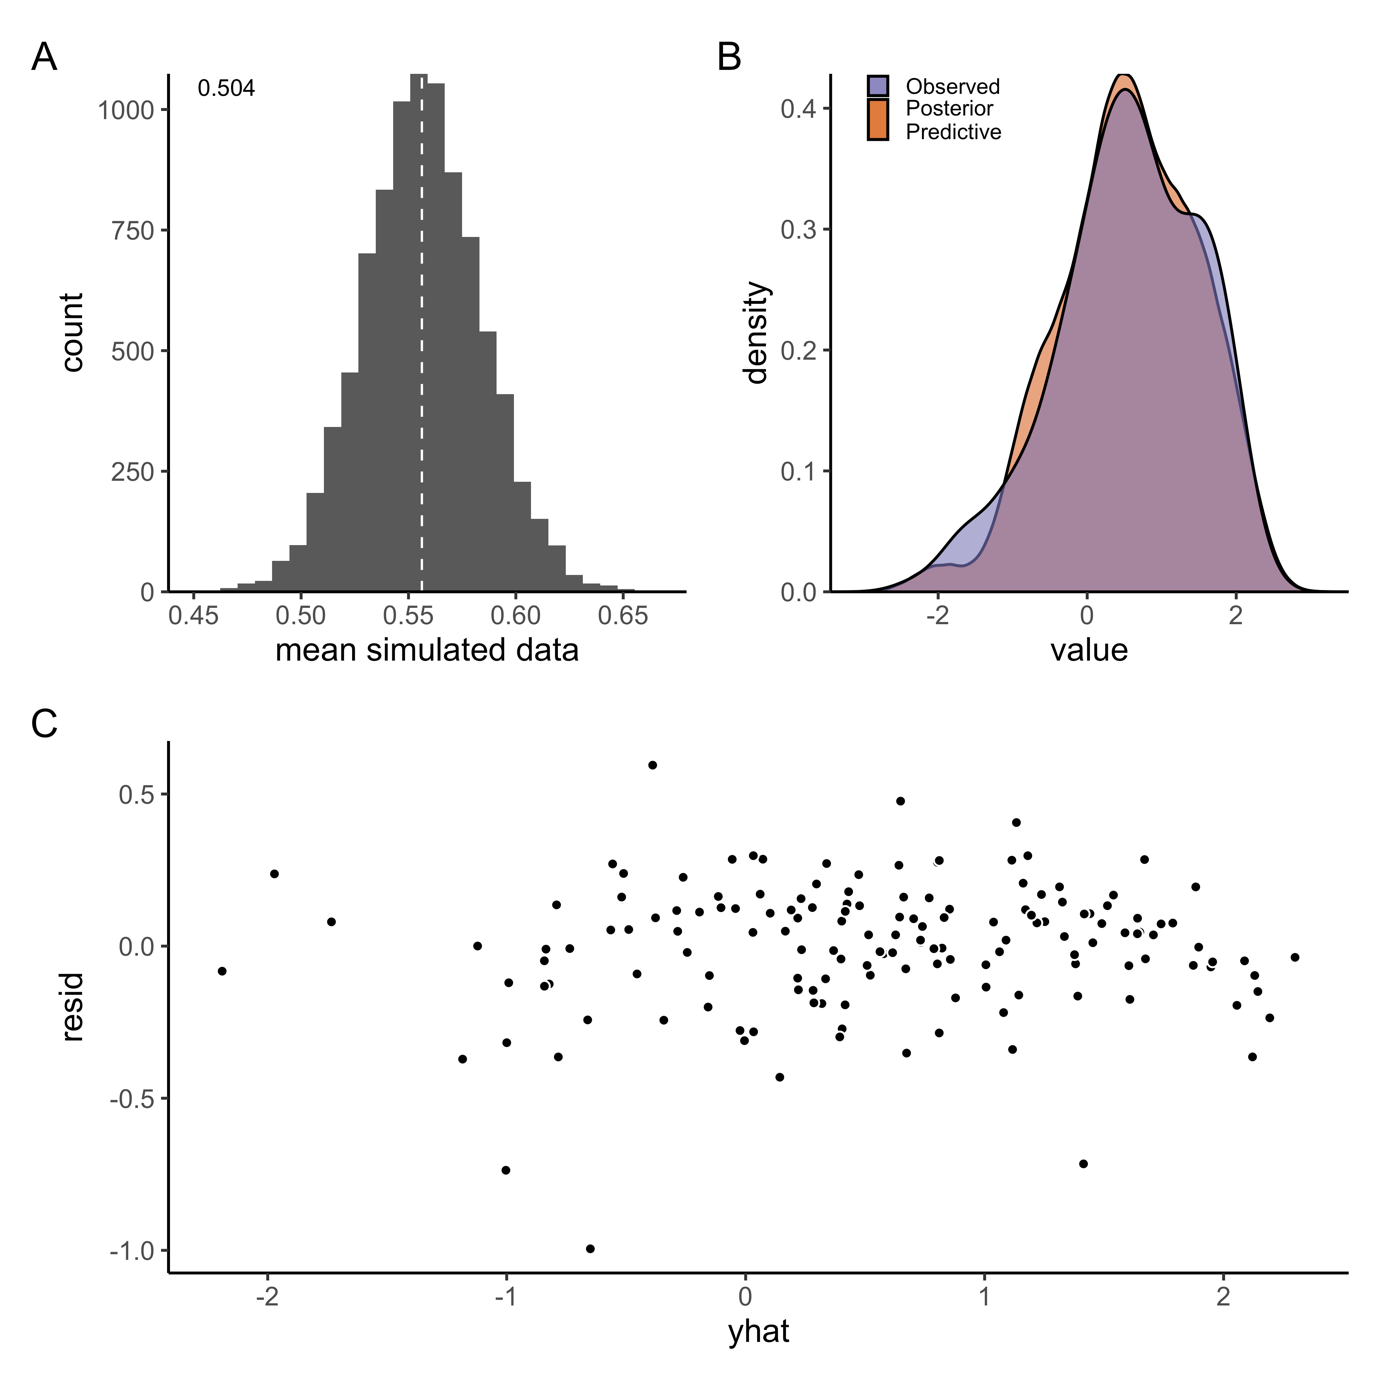 A
0.504
1000
750
500
250
0
count
0.45 0.50 0.55 0.60 0.65
mean simulated data
B
Observed
Posterior
Predictive
0.4
0.3
0.2
0.1
0.0
density
-2 0 2
value
C
0.5
0.0
-0.5
-1.0
resid
-2 -1 0 1 2
yhat